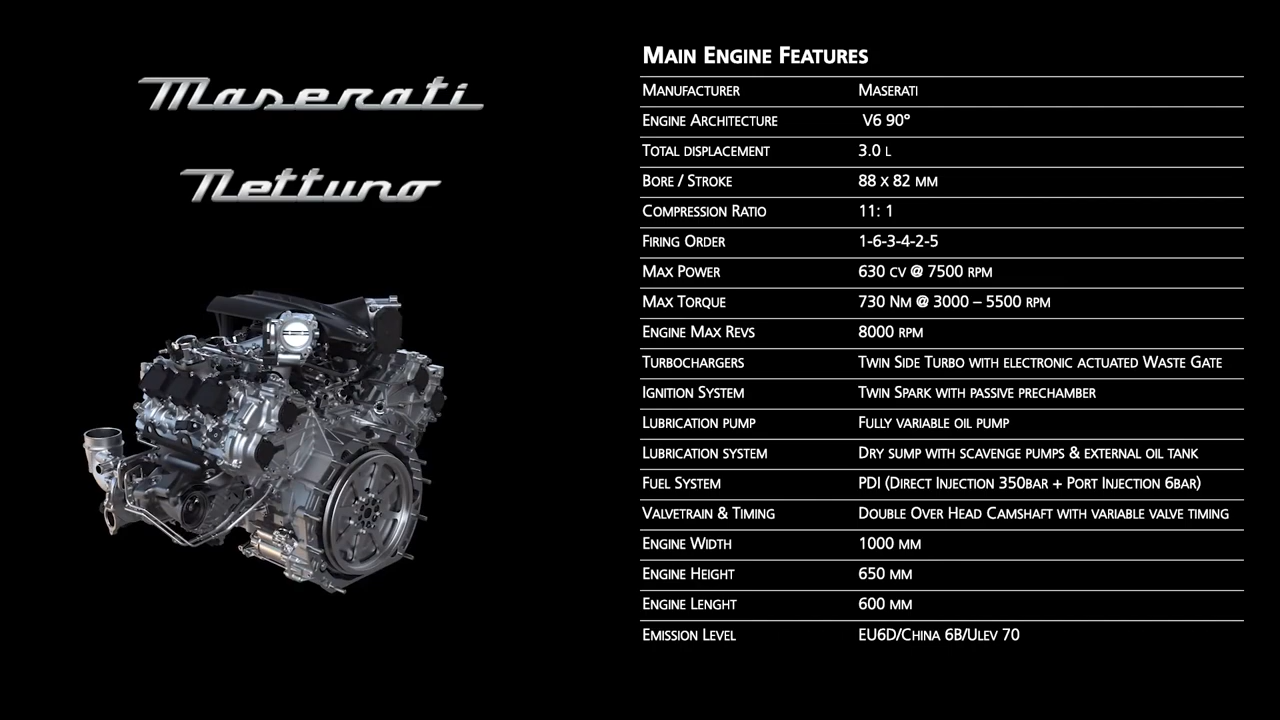 Maserati
Nettuno
Main Engine Features
Manufacturer Maserati
Engine Architecture V6 90°
Total displacement 3.0 l
Bore / Stroke 88 x 82 mm
Compression Ratio 11: 1
Firing Order 1-6-3-4-2-5
Max Power 630 cv @ 7500 rpm
Max Torque 730 Nm @ 3000 – 5500 rpm
Engine Max Revs 8000 rpm
Turbochargers Twin Side Turbo with electronic actuated Waste Gate
Ignition System Twin Spark with passive prechamber
Lubrication pump Fully variable oil pump
Lubrication system Dry sump with scavenge pumps & external oil tank
Fuel System PDI (Direct Injection 350bar + Port Injection 6bar)
Valvetrain & Timing Double Over Head Camshaft with variable valve timing
Engine Width 1000 mm
Engine Height 650 mm
Engine Lenght 600 mm
Emission Level EU6D/China 6B/Ulev 70